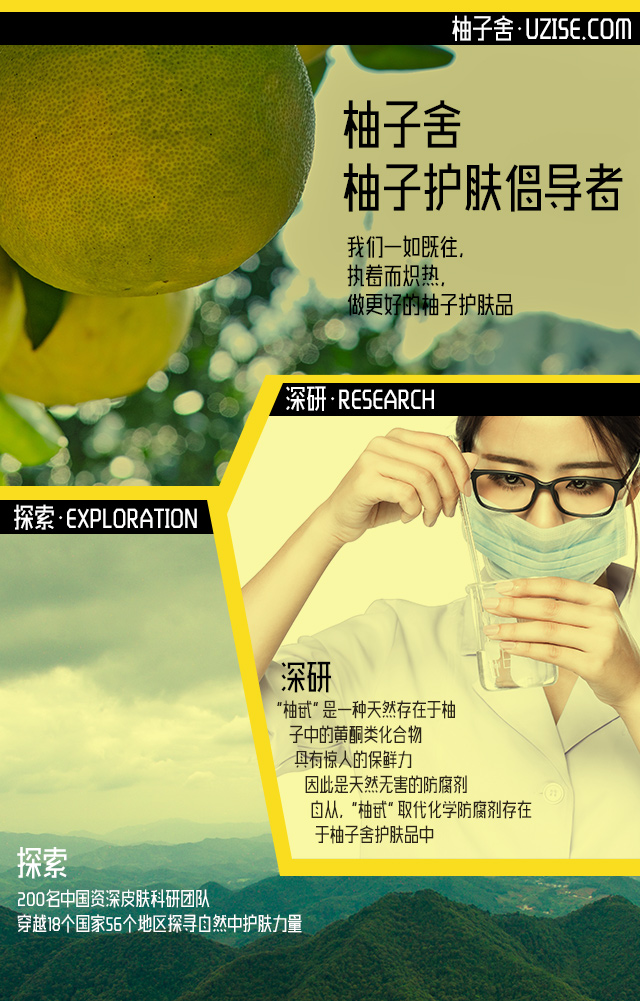 柚子舍·UZISE.COM
柚子舍
柚子护肤倡导者
我们一如既往,
执着而炽热,
做更好的柚子护肤品
深研·RESEARCH
探索·EXPLORATION
深研
"柚甙"是一种天然存在于柚
子中的黄酮类化合物
具有惊人的保鲜力
因此是天然无害的防腐剂
自从,"柚甙"取代化学防腐剂存在
于柚子舍护肤品中
探索
200名中国资深皮肤科研团队
穿越18个国家56个地区探寻自然中护肤力量